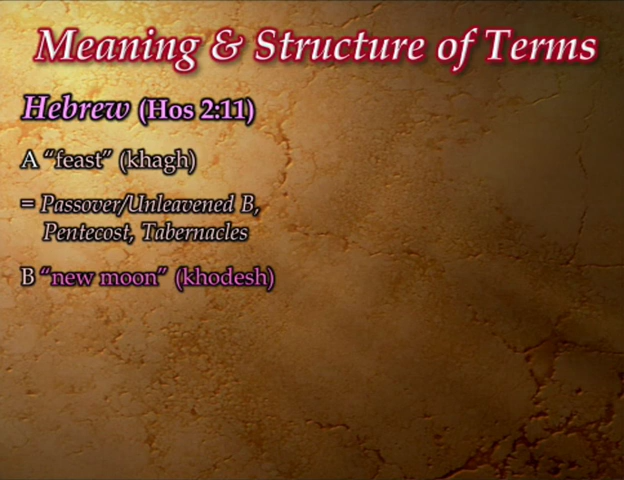 Meaning & Structure of Terms
Hebrew (Hos 2:11)
A “feast” (khagh)
= Passover/Unleavened B,
Pentecost, Tabernacles
B “new moon” (khodesh)